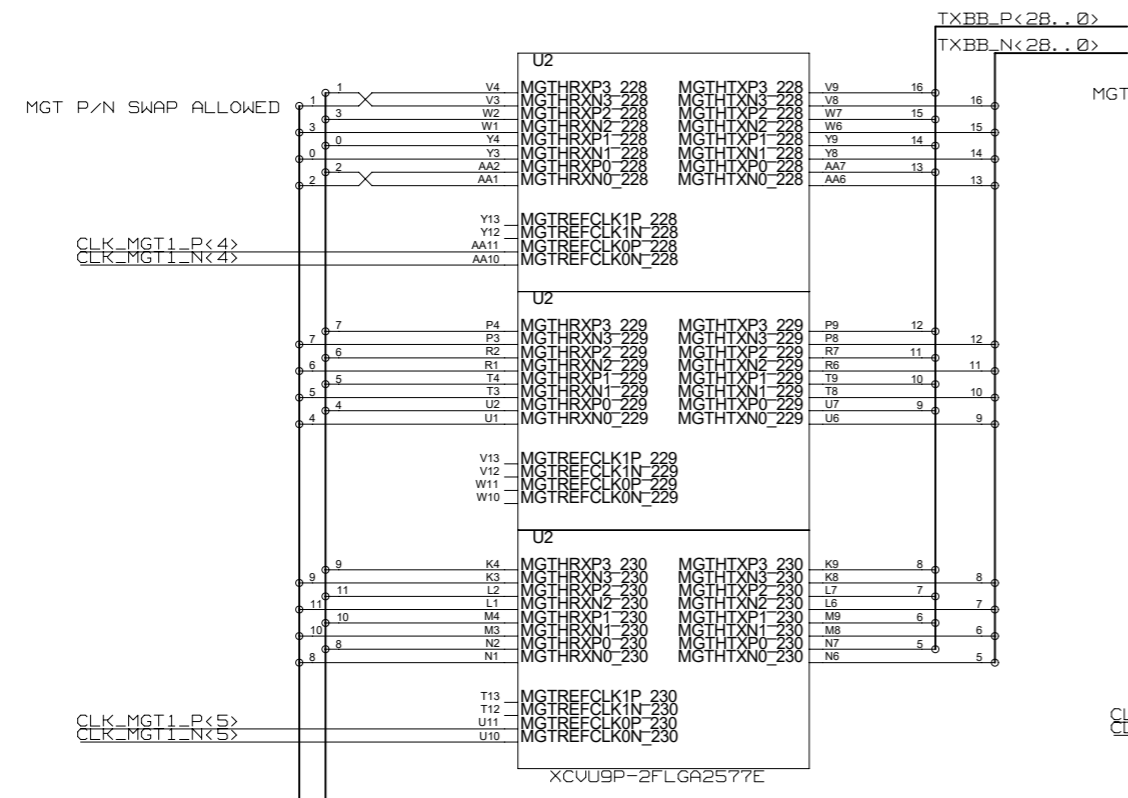 TXBB_P<28..0>
TXBB_N<28..0>
MGT P/N SWAP ALLOWED
MGT
U2
1 V4 MGTHRXP3_228 MGTHTXP3_228 V9 16
1 V3 MGTHRXN3_228 MGTHTXN3_228 V8 16
3 W2 MGTHRXP2_228 MGTHTXP2_228 W7 15
3 W1 MGTHRXN2_228 MGTHTXN2_228 W6 15
0 Y4 MGTHRXP1_228 MGTHTXP1_228 Y9 14
0 Y3 MGTHRXN1_228 MGTHTXN1_228 Y8 14
2 AA2 MGTHRXP0_228 MGTHTXP0_228 AA7 13
2 AA1 MGTHRXN0_228 MGTHTXN0_228 AA6 13
Y13 MGTREFCLK1P_228
Y12 MGTREFCLK1N_228
CLK_MGT1_P<4> AA11 MGTREFCLK0P_228
CLK_MGT1_N<4> AA10 MGTREFCLK0N_228
U2
7 P4 MGTHRXP3_229 MGTHTXP3_229 P9 12
7 P3 MGTHRXN3_229 MGTHTXN3_229 P8 12
6 R2 MGTHRXP2_229 MGTHTXP2_229 R7 11
6 R1 MGTHRXN2_229 MGTHTXN2_229 R6 11
5 T4 MGTHRXP1_229 MGTHTXP1_229 T9 10
5 T3 MGTHRXN1_229 MGTHTXN1_229 T8 10
4 U2 MGTHRXP0_229 MGTHTXP0_229 U7 9
4 U1 MGTHRXN0_229 MGTHTXN0_229 U6 9
V13 MGTREFCLK1P_229
V12 MGTREFCLK1N_229
W11 MGTREFCLK0P_229
W10 MGTREFCLK0N_229
U2
9 K4 MGTHRXP3_230 MGTHTXP3_230 K9 8
9 K3 MGTHRXN3_230 MGTHTXN3_230 K8 8
11 L2 MGTHRXP2_230 MGTHTXP2_230 L7 7
11 L1 MGTHRXN2_230 MGTHTXN2_230 L6 7
10 M4 MGTHRXP1_230 MGTHTXP1_230 M9 6
10 M3 MGTHRXN1_230 MGTHTXN1_230 M8 6
8 N2 MGTHRXP0_230 MGTHTXP0_230 N7 5
8 N1 MGTHRXN0_230 MGTHTXN0_230 N6 5
T13 MGTREFCLK1P_230
T12 MGTREFCLK1N_230
CLK_MGT1_P<5> U11 MGTREFCLK0P_230
CLK_MGT1_N<5> U10 MGTREFCLK0N_230
XCVU9P-2FLGA2577E